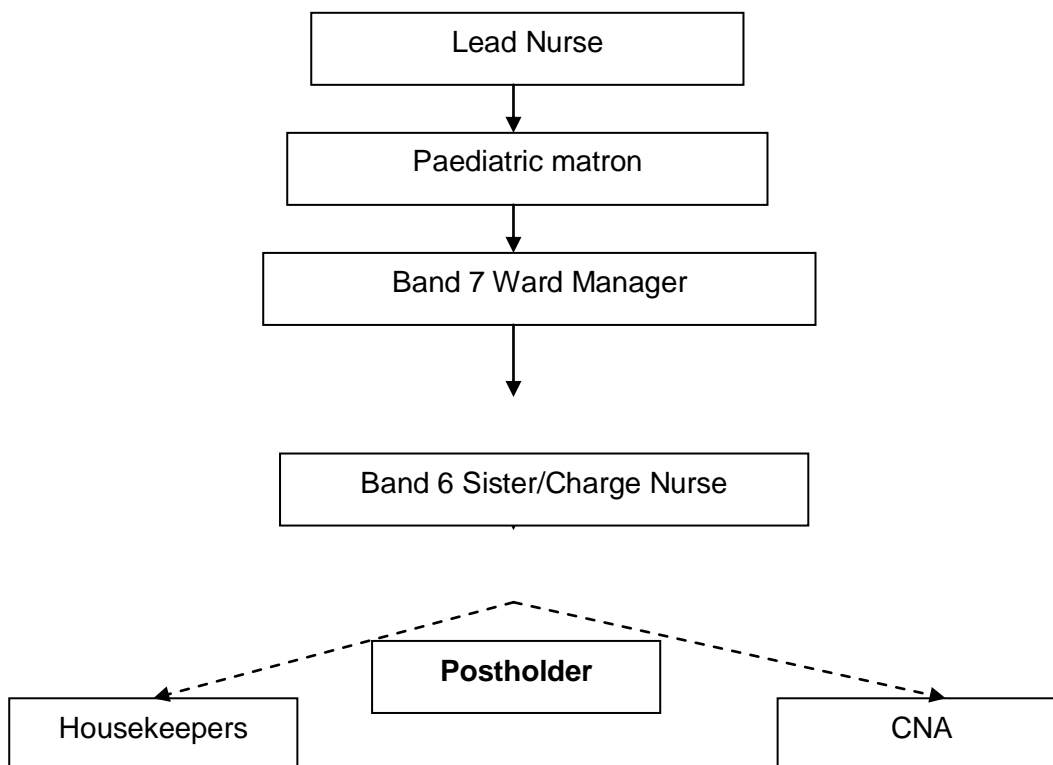 Lead Nurse
Paediatric matron
Band 7 Ward Manager
Band 6 Sister/Charge Nurse
Postholder
Housekeepers
CNA